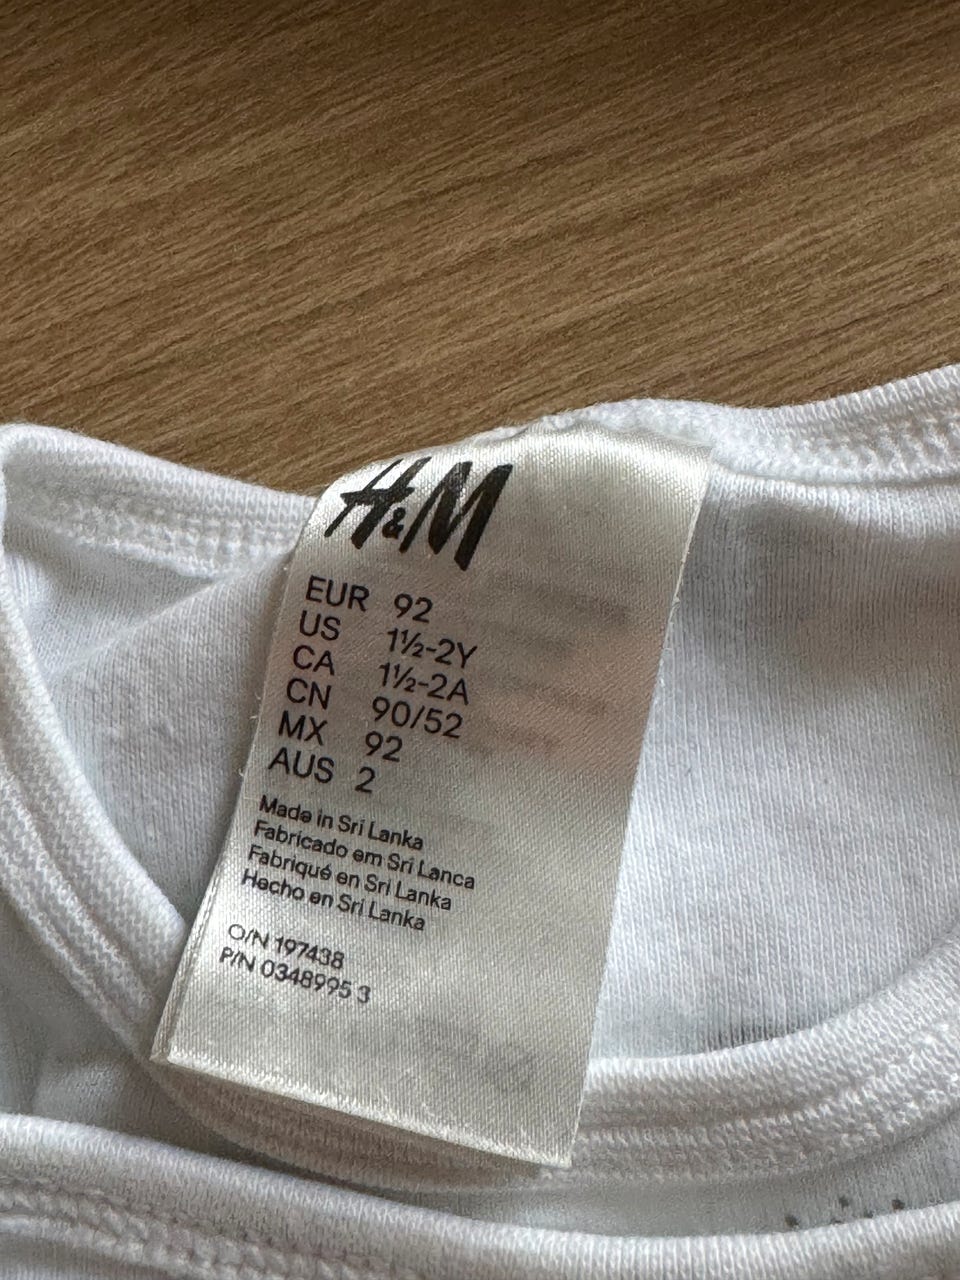 H&M
EUR 92
US 1½-2Y
CA 1½-2A
CN 90/52
MX 92
AUS 2
Made in Sri Lanka
Fabricado em Sri Lanca
Fabriqué en Sri Lanka
Hecho en Sri Lanka
O/N 197438
P/N 0348995 3